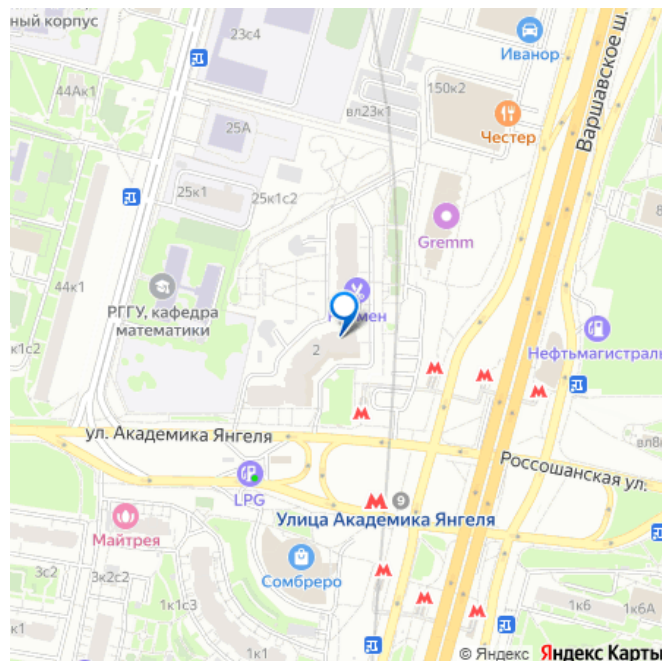 ный корпус
23с4
Иванор
Варшавское ш.
44Ак1
150к2
вл23к1
Честер
25А
25к1
25к1с2
Gremm
44к1
РГГУ, кафедра
математики
к1с2
2
Нефтьмагистраль
ул. Академика Янгеля
Россошанская ул.
LPG
9
Улица Академика Янгеля
Майтрея
Сомбреро
3с2
3к2с2
1к1с3
к1
1к1
1к6
1к6А
© Яндекс Яндекс Карты